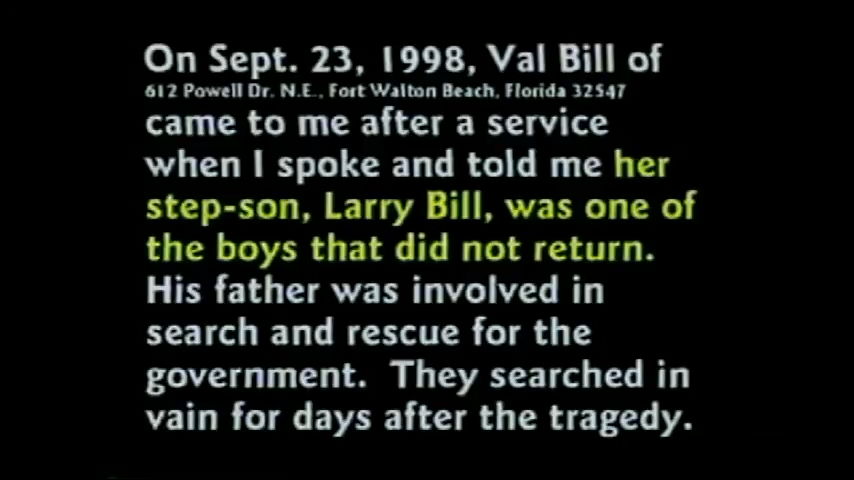 On Sept. 23, 1998, Val Bill of
612 Powell Dr. N.E., Fort Walton Beach, Florida 32547
came to me after a service
when I spoke and told me her
step-son, Larry Bill, was one of
the boys that did not return.
His father was involved in
search and rescue for the
government.  They searched in
vain for days after the tragedy.